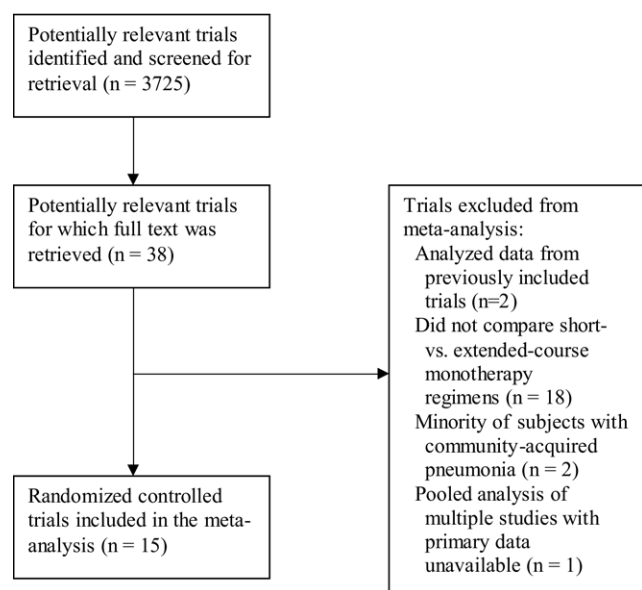 Potentially relevant trials
identified and screened for
retrieval (n = 3725)
Potentially relevant trials
for which full text was
retrieved (n = 38)
Trials excluded from
meta-analysis:
Analyzed data from
previously included
trials (n=2)
Did not compare short-
vs. extended-course
monotherapy
regimens (n = 18)
Minority of subjects with
community-acquired
pneumonia (n = 2)
Pooled analysis of
multiple studies with
primary data
unavailable (n = 1)
Randomized controlled
trials included in the meta-
analysis (n = 15)